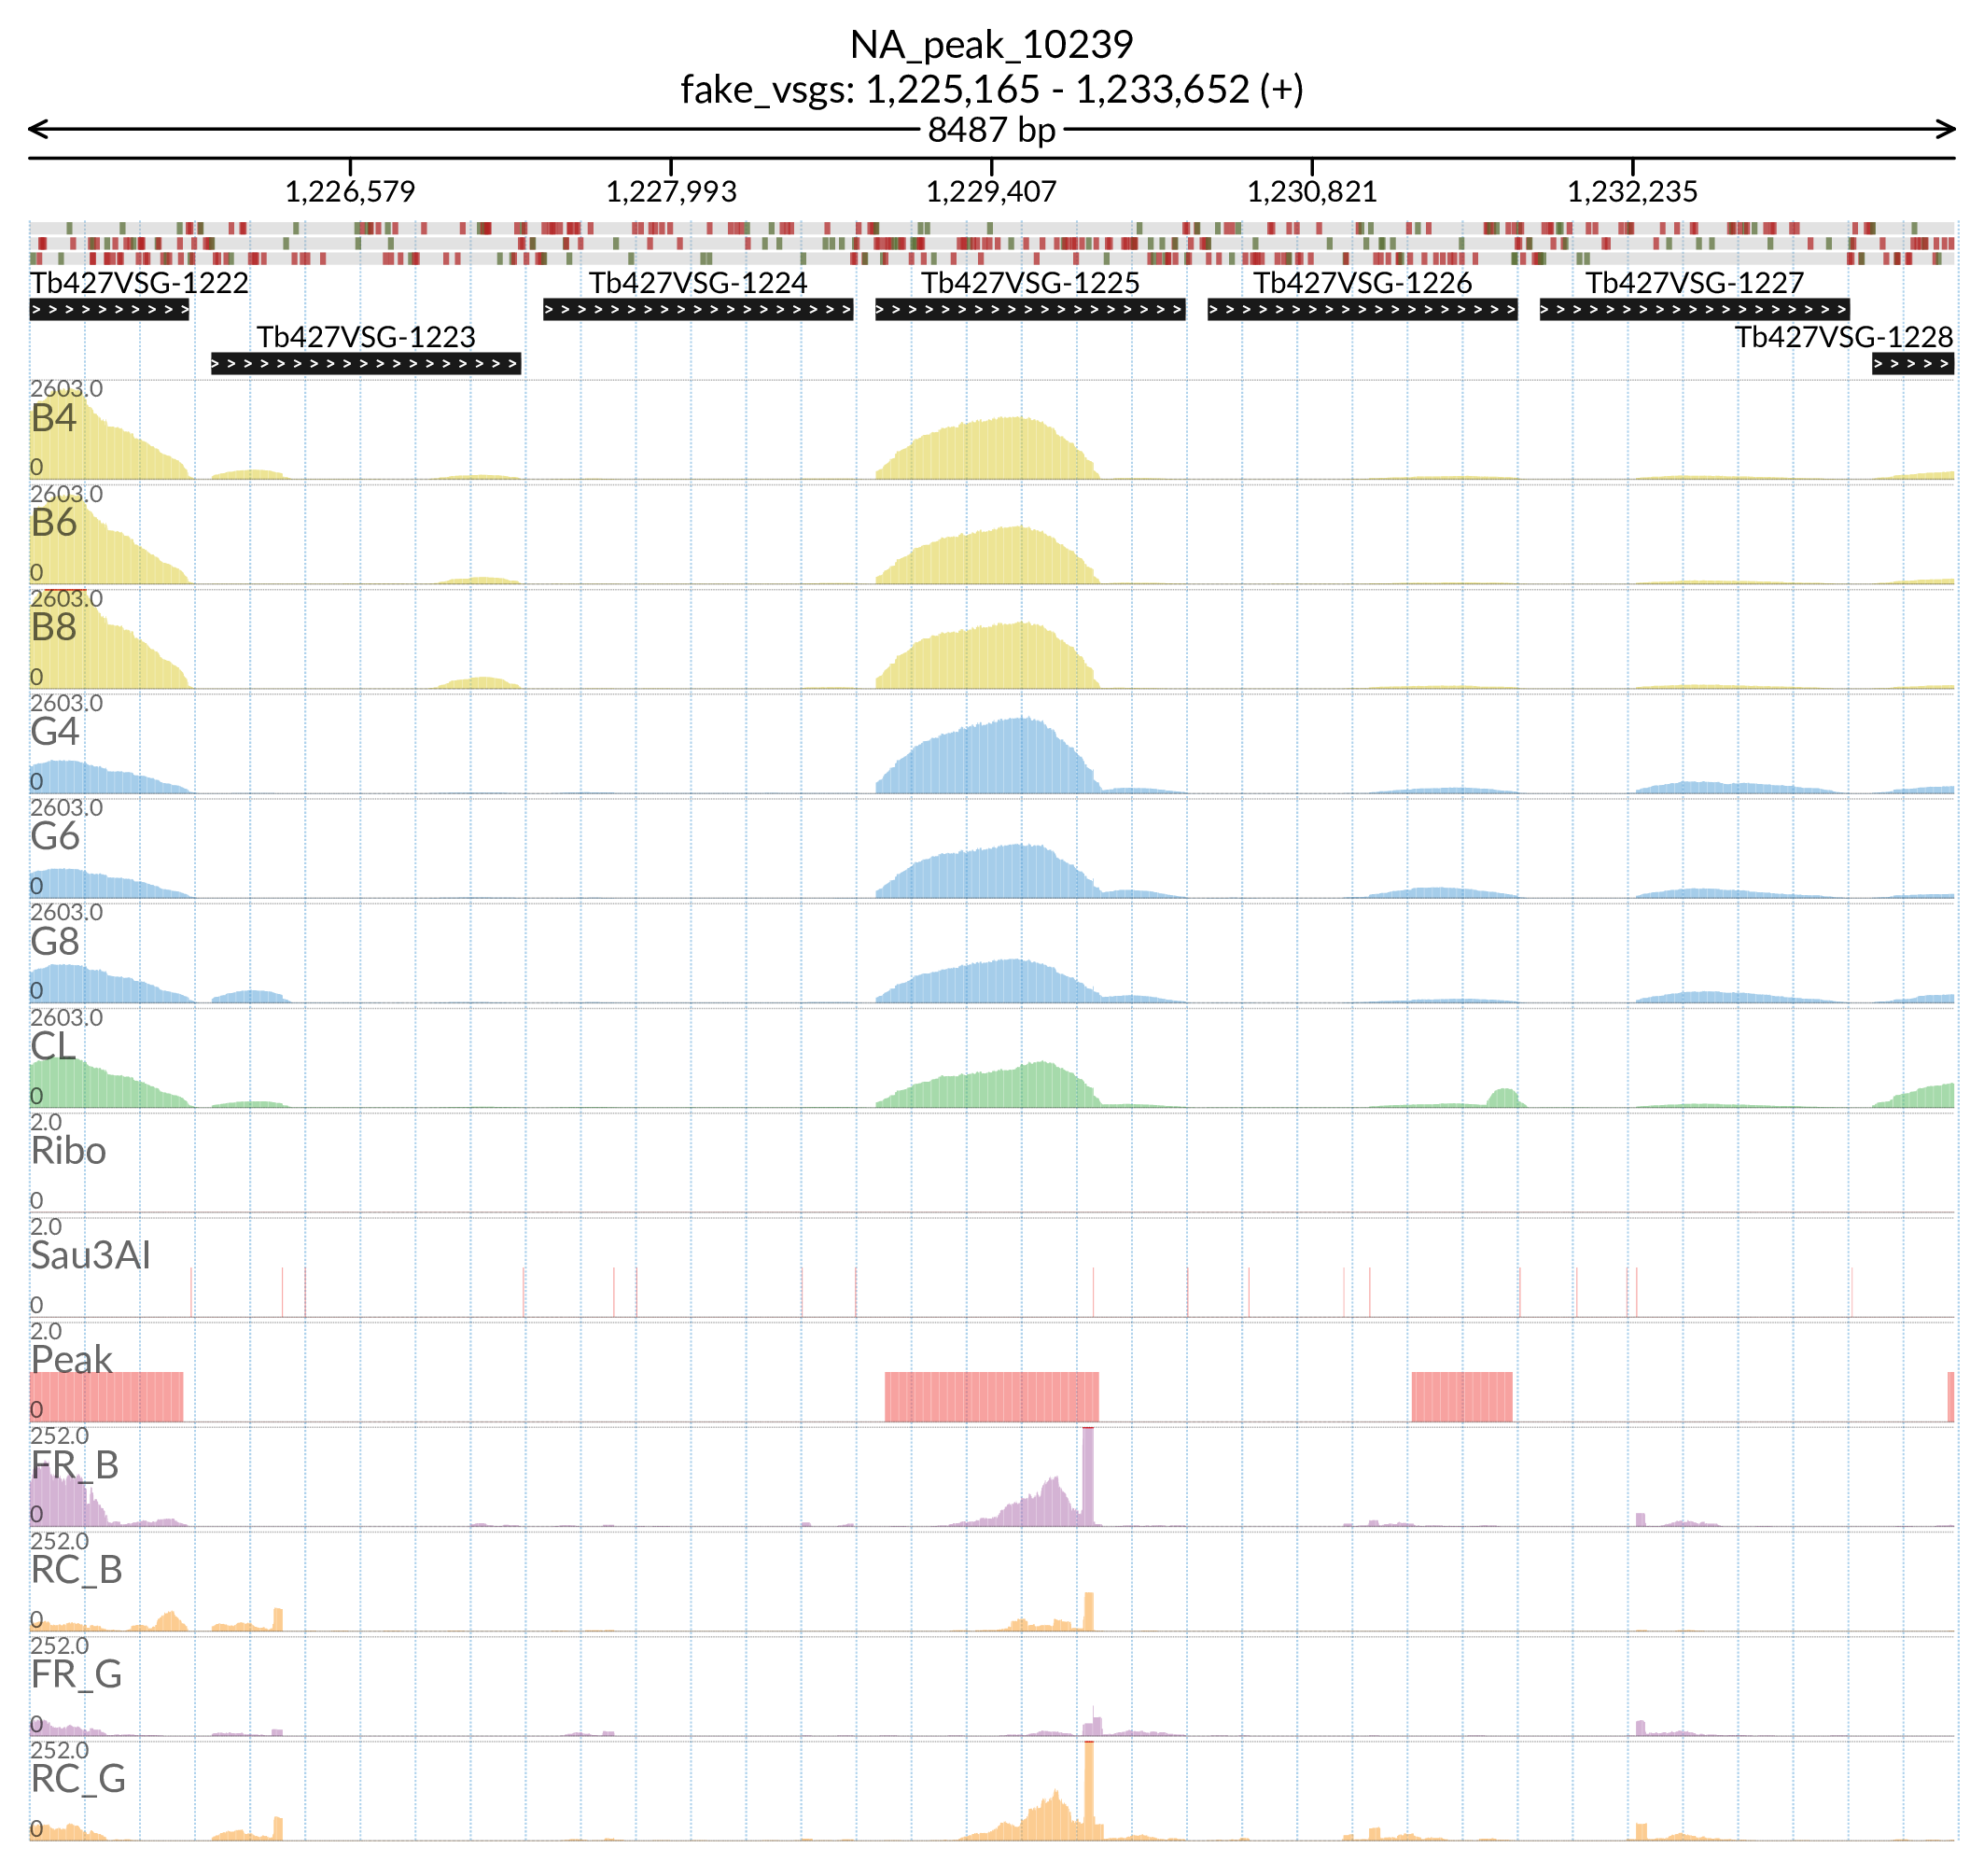 NA_peak_10239
fake_vsgs: 1,225,165 - 1,233,652 (+)
8487 bp
1,226,579 1,227,993 1,229,407 1,230,821 1,232,235
Tb427VSG-1222 Tb427VSG-1224 Tb427VSG-1225 Tb427VSG-1226 Tb427VSG-1227
Tb427VSG-1223 Tb427VSG-1228
2603.0
B4
0
2603.0
B6
0
2603.0
B8
0
2603.0
G4
0
2603.0
G6
0
2603.0
G8
0
2603.0
CL
0
2.0
Ribo
0
2.0
Sau3AI
0
2.0
Peak
0
252.0
FR_B
0
252.0
RC_B
0
252.0
FR_G
0
252.0
RC_G
0